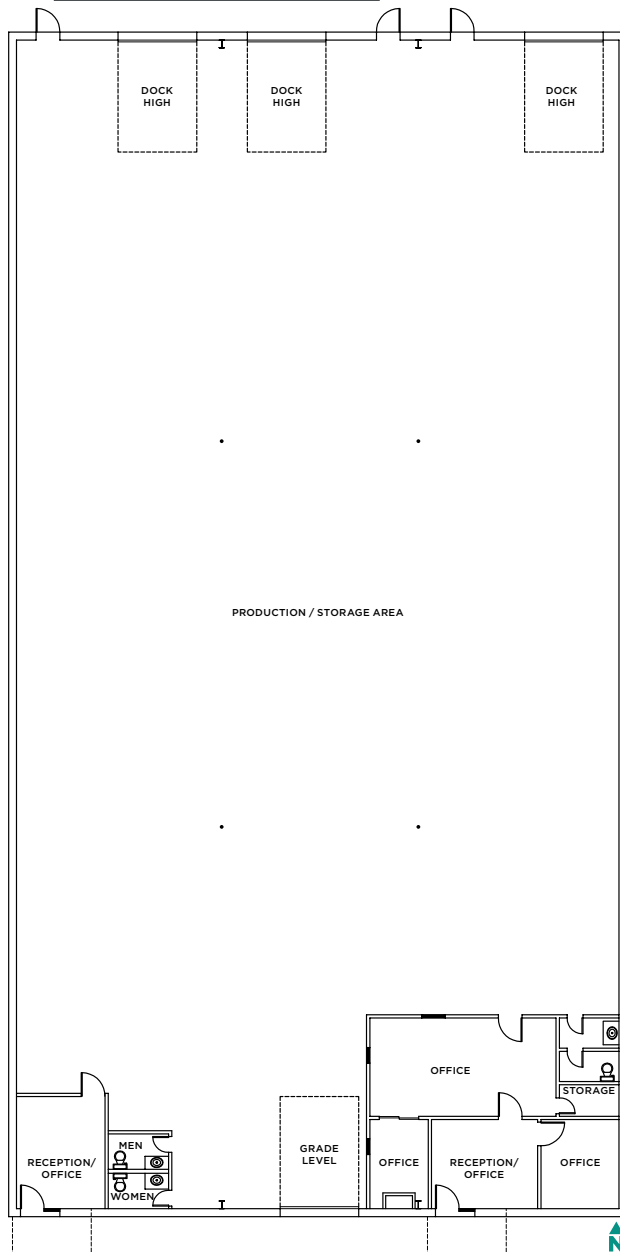 DOCK
HIGH
DOCK
HIGH
DOCK
HIGH
PRODUCTION / STORAGE AREA
OFFICE
STORAGE
MEN
RECEPTION/
OFFICE
WOMEN
GRADE
LEVEL
OFFICE
RECEPTION/
OFFICE
OFFICE
N